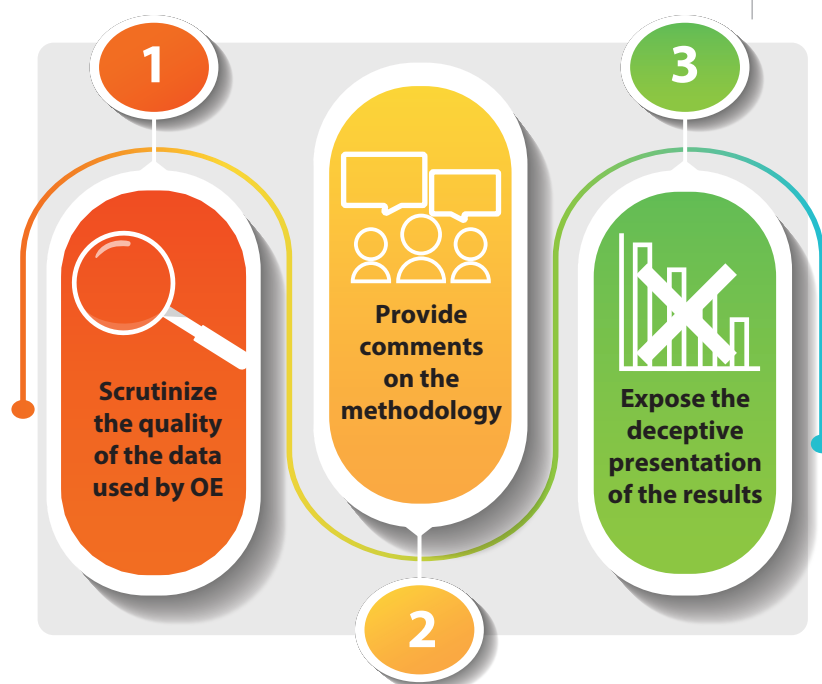 1
Scrutinize
the quality
of the data
used by OE
2
Provide
comments
on the
methodology
3
Expose the
deceptive
presentation
of the results